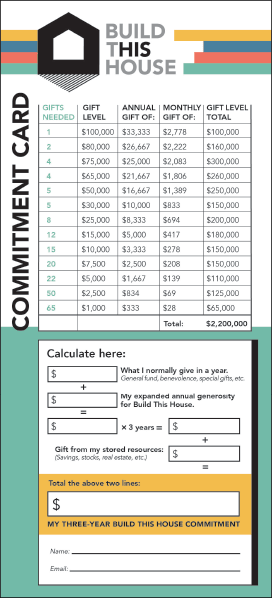 BUILD
THIS
HOUSE
COMMITMENT CARD
GIFTS GIFT ANNUAL MONTHLY GIFT LEVEL
NEEDED LEVEL GIFT OF: GIFT OF: TOTAL
1 $100,000 $33,333 $2,778 $100,000
2 $80,000 $26,667 $2,222 $160,000
4 $75,000 $25,000 $2,083 $300,000
4 $65,000 $21,667 $1,806 $260,000
5 $50,000 $16,667 $1,389 $250,000
5 $30,000 $10,000 $833 $150,000
8 $25,000 $8,333 $694 $200,000
12 $15,000 $5,000 $417 $180,000
15 $10,000 $3,333 $278 $150,000
20 $7,500 $2,500 $208 $150,000
22 $5,000 $1,667 $139 $110,000
50 $2,500 $834 $69 $125,000
65 $1,000 $333 $28 $65,000
Total: $2,200,000
Calculate here:
$ What I normally give in a year.
General fund, benevolence, special gifts, etc.
+
$ My expanded annual generosity
for Build This House.
=
$ × 3 years = $
+
Gift from my stored resources: $
(Savings, stocks, real estate, etc.)
=
Total the above two lines:
$
MY THREE-YEAR BUILD THIS HOUSE COMMITMENT
Name:
Email: